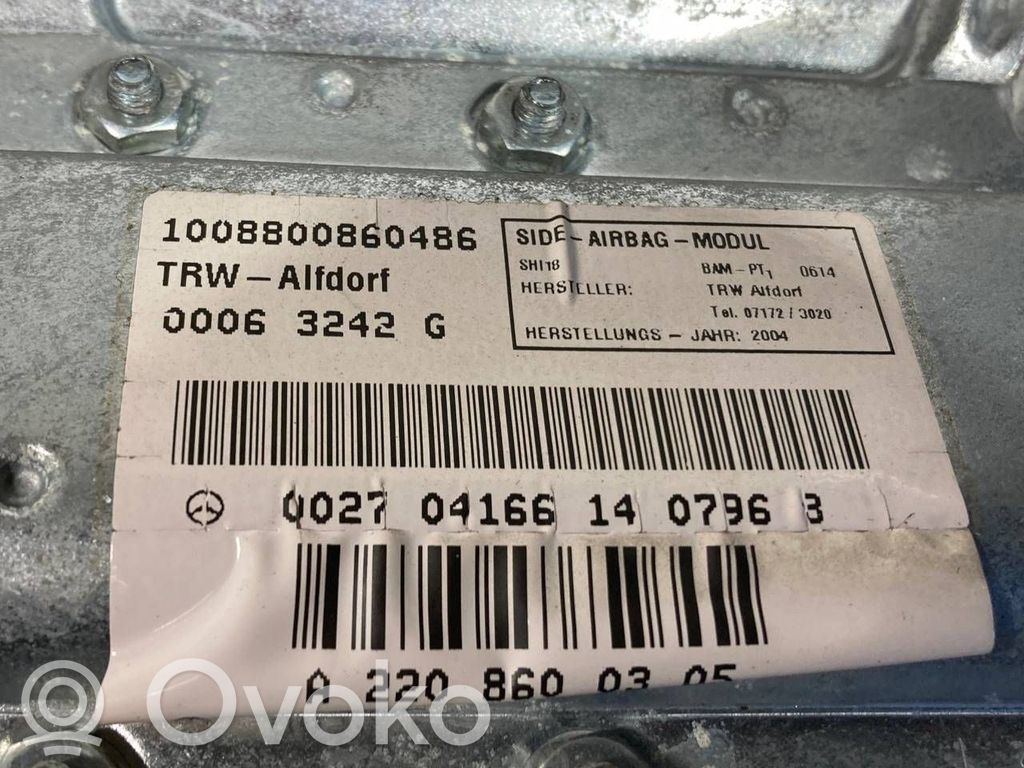 1008800860486
TRW-Alfdorf
0006 3242 G
SIDE-AIRBAG-MODUL
SHI18 BAM-PT1 0614
HERSTELLER: TRW Alfdorf
Tel. 07172/3020
HERSTELLUNGS-JAHR: 2004
0027 04166 14 0796 3
A 220 860 03 05
Ovoko